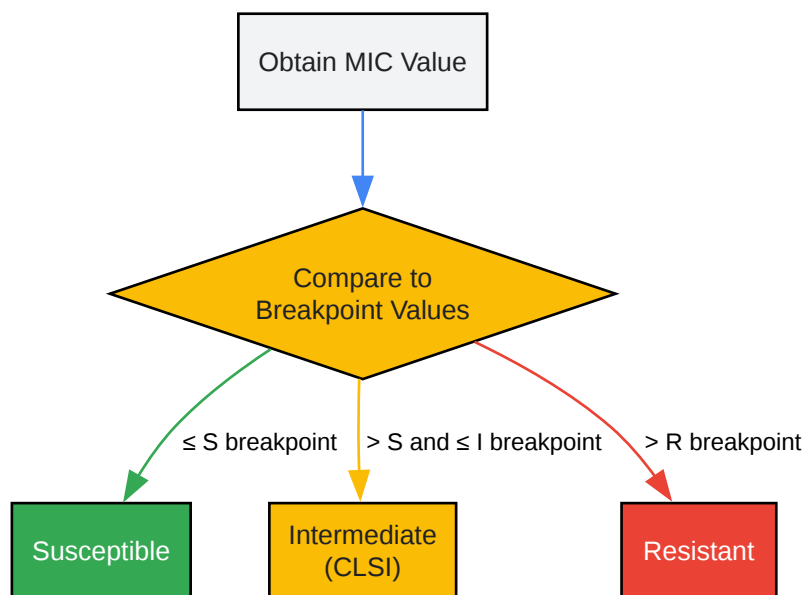 Obtain MIC Value
Compare to
Breakpoint Values
≤ S breakpoint
> S and ≤ I breakpoint
> R breakpoint
Susceptible
Intermediate
(CLSI)
Resistant